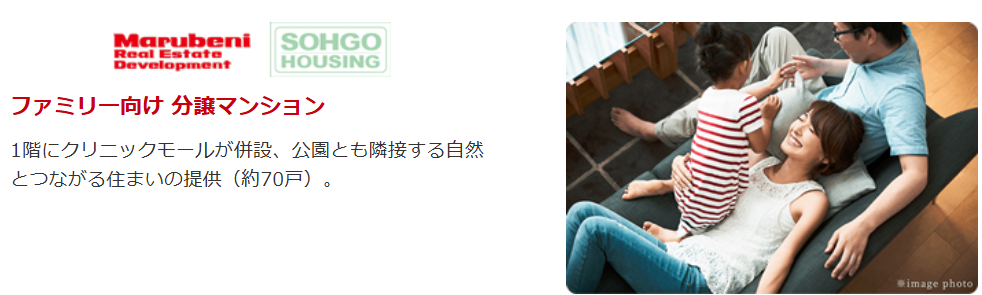 Marubeni
Real Estate
Development
SOHGO
HOUSING
ファミリー向け 分譲マンション
1階にクリニックモールが併設、公園とも隣接する自然
とつながる住まいの提供（約70戸）。
※image photo